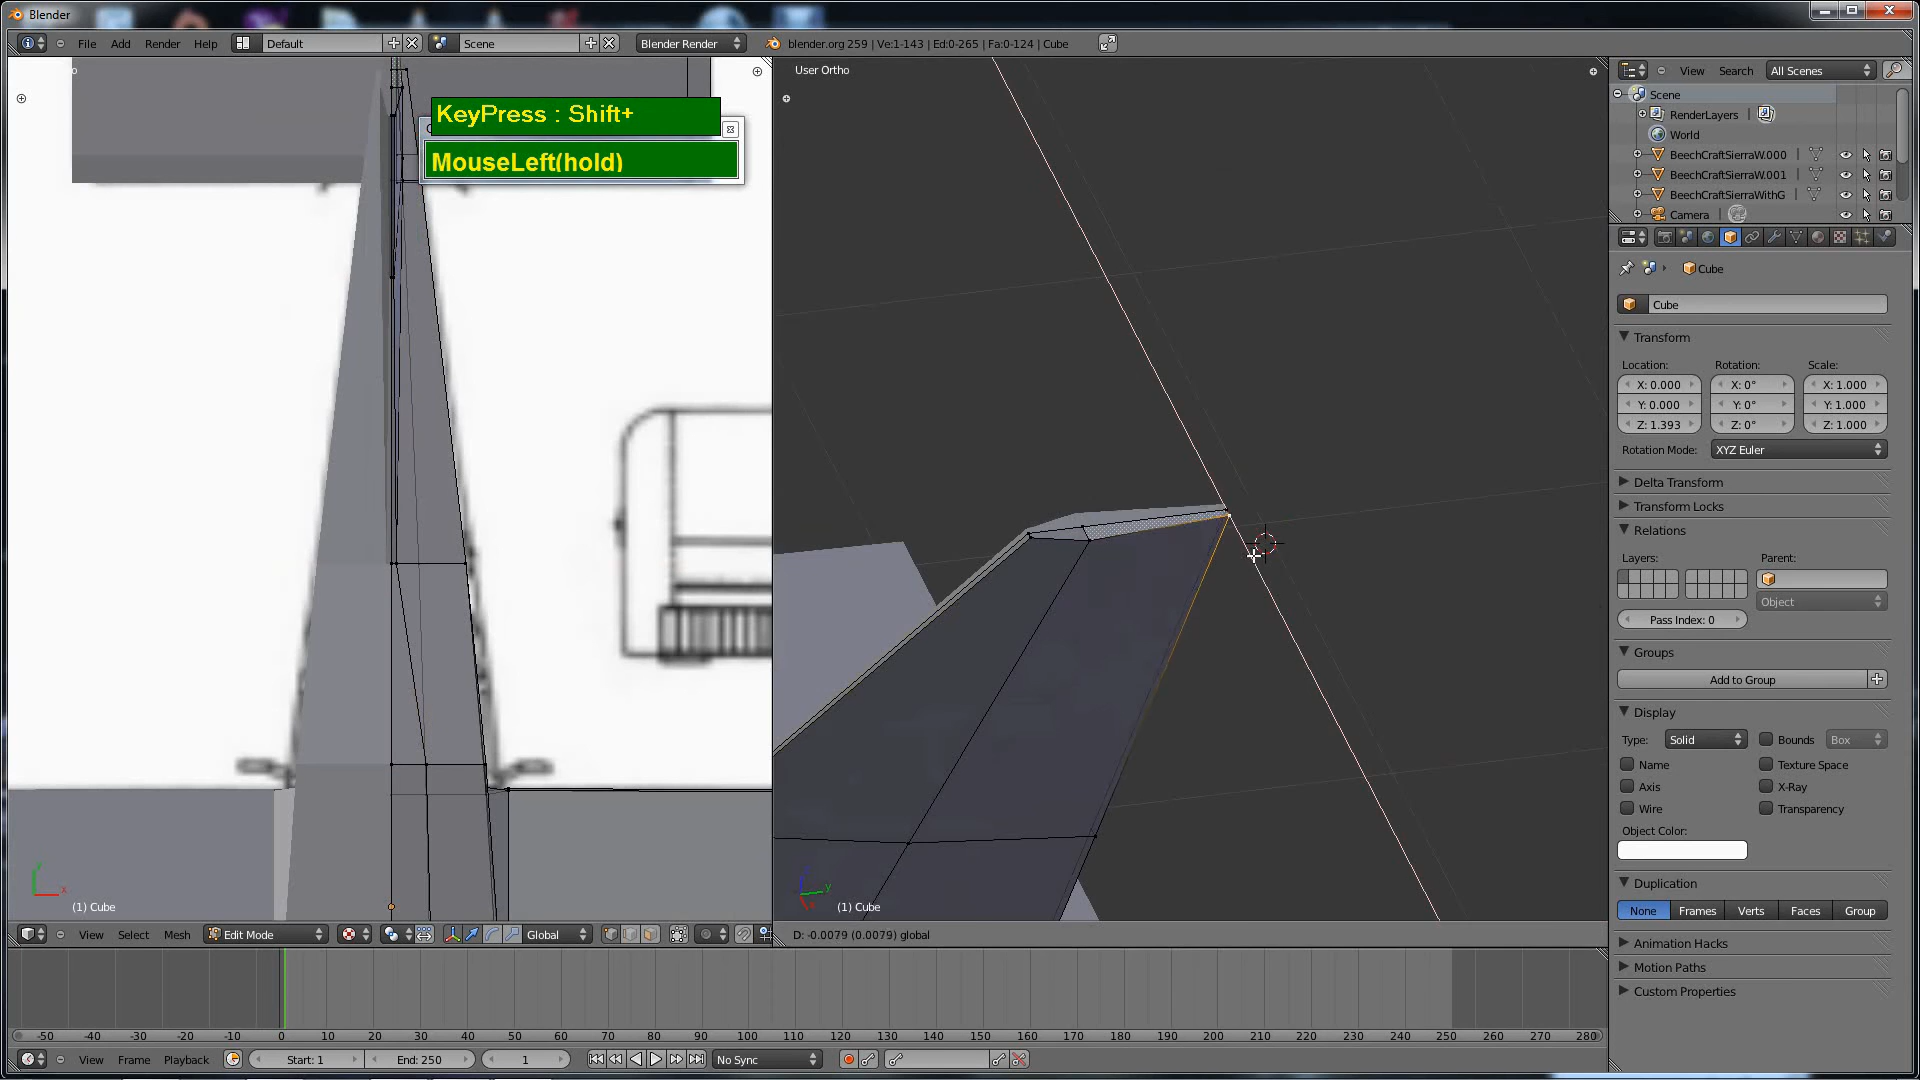 Blender
File Add Render Help Default Scene Blender Render blender.org 259 | Ve:1-143 | Ed:0-265 | Fa:0-124 | Cube
User Ortho
KeyPress : Shift+
MouseLeft(hold)
View Search All Scenes
Scene
RenderLayers |
World
BeechCraftSierraW.000
BeechCraftSierraW.001
BeechCraftSierraWithG
Camera
Cube
Cube
Transform
Location: Rotation: Scale:
X: 0.000 X: 0° X: 1.000
Y: 0.000 Y: 0° Y: 1.000
Z: 1.393 Z: 0° Z: 1.000
Rotation Mode: XYZ Euler
Delta Transform
Transform Locks
Relations
Layers: Parent:
Object
Pass Index: 0
Groups
Add to Group
Display
Type: Solid Bounds Box
Name Texture Space
Axis X-Ray
Wire Transparency
Object Color:
Duplication
None Frames Verts Faces Group
Animation Hacks
Motion Paths
Custom Properties
Y
x
(1) Cube
Y
(1) Cube
View Select Mesh Edit Mode Global
D: -0.0079 (0.0079) global
-50 -40 -30 -20 -10 0 10 20 30 40 50 60 70 80 90 100 110 120 130 140 150 160 170 180 190 200 210 220 230 240 250 260 270 280
View Frame Playback Start: 1 End: 250 1 No Sync